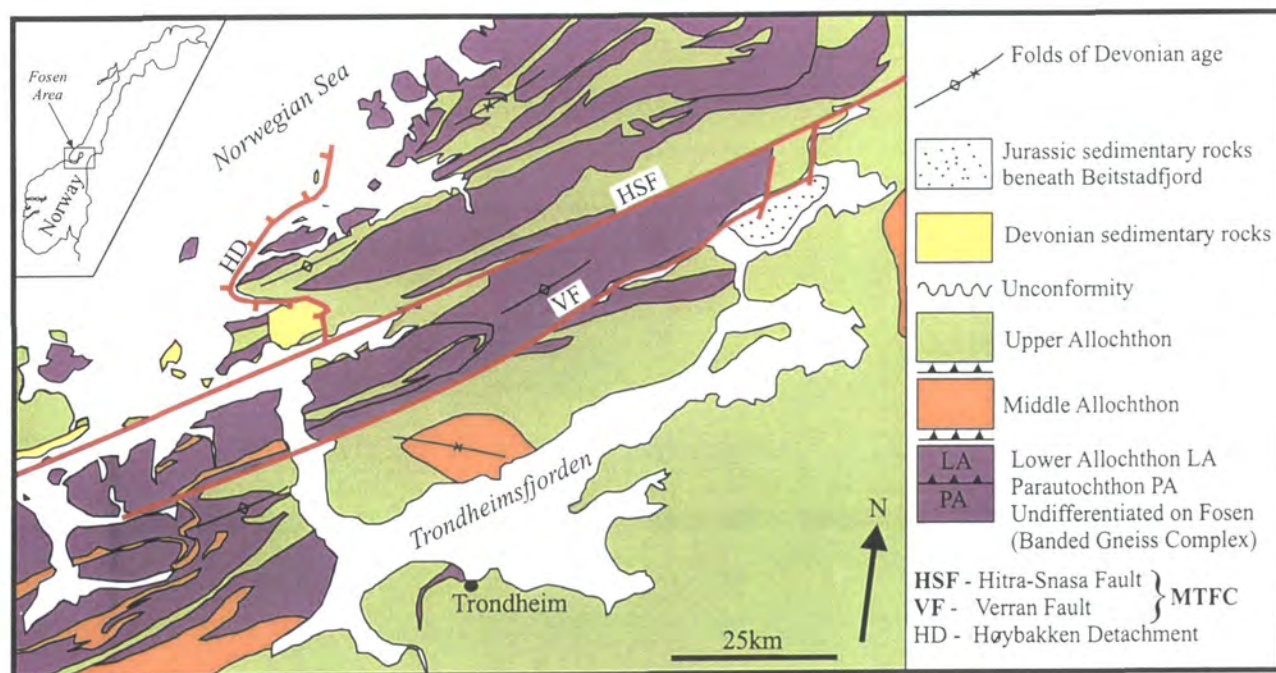 Fosen
Area
Norway
Norwegian Sea
HD
HSF
VF
Trondheimsfjorden
Trondheim
N
25km
Folds of Devonian age
Jurassic sedimentary rocks
beneath Beitstadfjord
Devonian sedimentary rocks
Unconformity
Upper Allochthon
Middle Allochthon
LA
PA
Lower Allochthon LA
Parautochthon PA
Undifferentiated on Fosen
(Banded Gneiss Complex)
HSF - Hitra-Snasa Fault
VF - Verran Fault
MTFC
HD - Høybakken Detachment